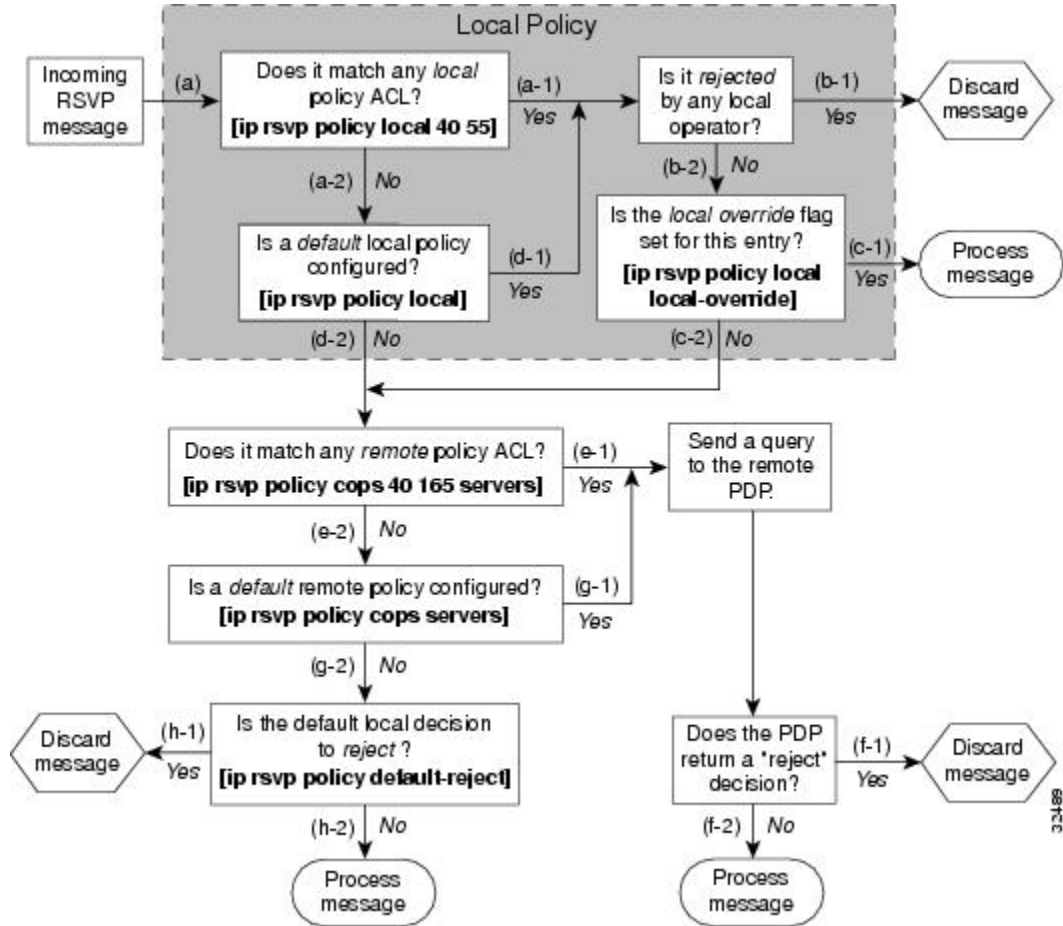 Local Policy
Incoming
RSVP
message
(a)
Does it match any local
policy ACL?
[ip rsvp policy local 40 55]
(a-1)
Yes
Is it rejected
by any local
operator?
(b-1)
Yes
Discard
message
(a-2) No
(b-2) No
Is a default local policy
configured?
[ip rsvp policy local]
(d-1)
Yes
Is the local override flag
set for this entry?
[ip rsvp policy local
local-override]
(c-1)
Yes
Process
message
(d-2) No
(c-2) No
Does it match any remote policy ACL?
[ip rsvp policy cops 40 165 servers]
(e-1)
Yes
Send a query
to the remote
PDP.
(e-2) No
Is a default remote policy configured?
[ip rsvp policy cops servers]
(g-1)
Yes
(g-2) No
Discard
message
(h-1)
Yes
Is the default local decision
to reject ?
[ip rsvp policy default-reject]
Does the PDP
return a "reject"
decision?
(f-1)
Yes
Discard
message
32489
(h-2) No
(f-2) No
Process
message
Process
message